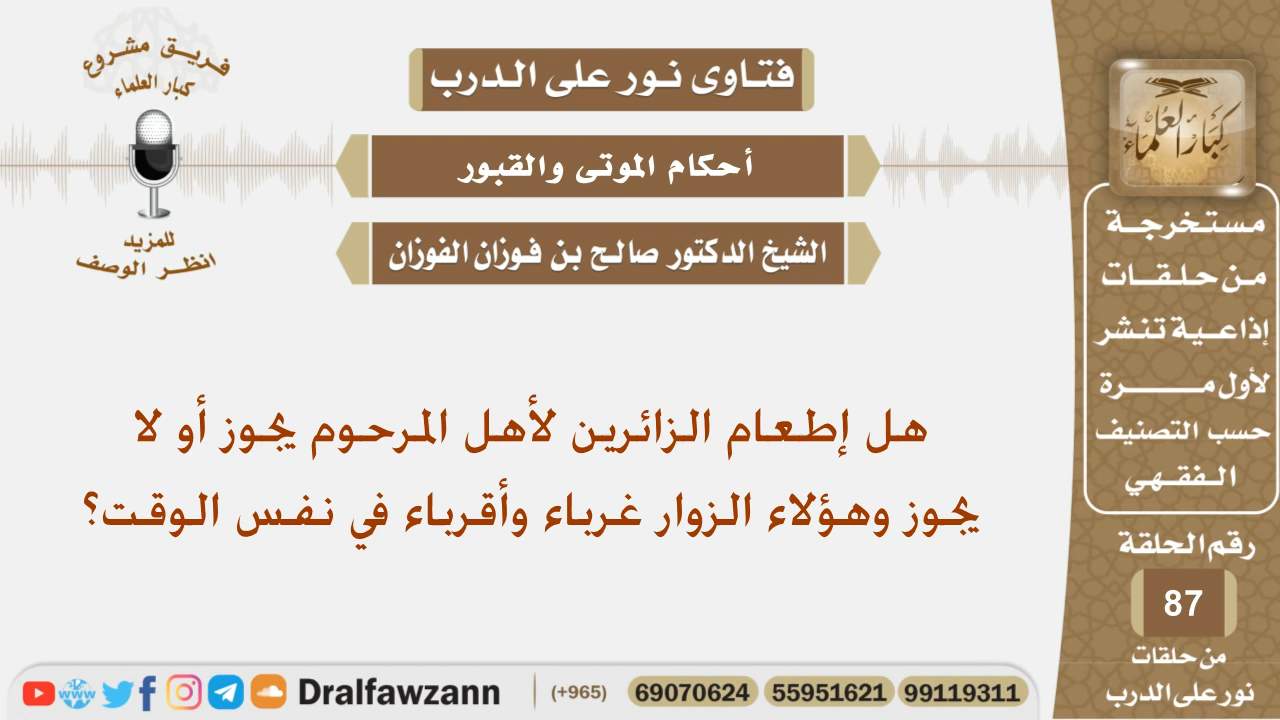 فريق مشروع
كبار العلماء
للمزيد
انظر الوصف
فتاوى نور على الدرب
أحكام الموتى والقبور
الشيخ الدكتور صالح بن فوزان الفوزان
هل إطعام الزائرين لأهل المرحوم يجوز أو لا
يجوز وهؤلاء الزوار غرباء وأقرباء في نفس الوقت؟
كبار العلماء
مستخرجة
من حلقات
إذاعية تنشر
لأول مرة
حسب التصنيف
الفقهي
رقم الحلقة
87
من حلقات
نور على الدرب
www Dralfawzann (+965) 69070624 55951621 99119311